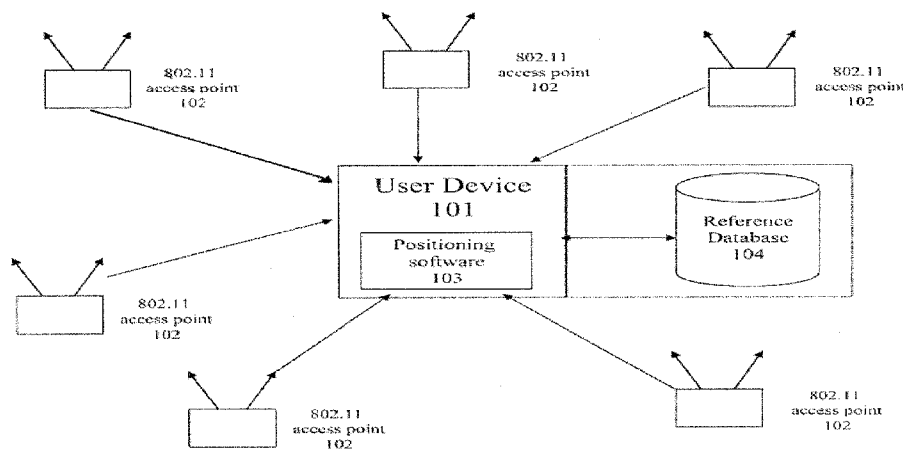 802.11
access point
102
802.11
access point
102
802.11
access point
102
User Device
101
Positioning
software
103
Reference
Database
104
802.11
access point
102
802.11
access point
102
802.11
access point
102